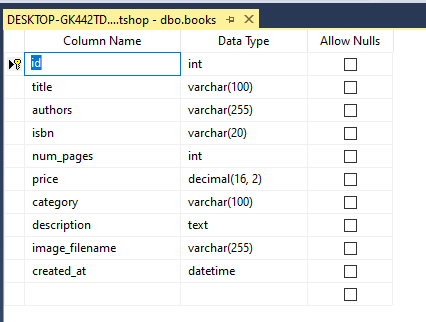 DESKTOP-GK442TD....tshop - dbo.books
Column Name Data Type Allow Nulls
id int
title varchar(100)
authors varchar(255)
isbn varchar(20)
num_pages int
price decimal(16, 2)
category varchar(100)
description text
image_filename varchar(255)
created_at datetime